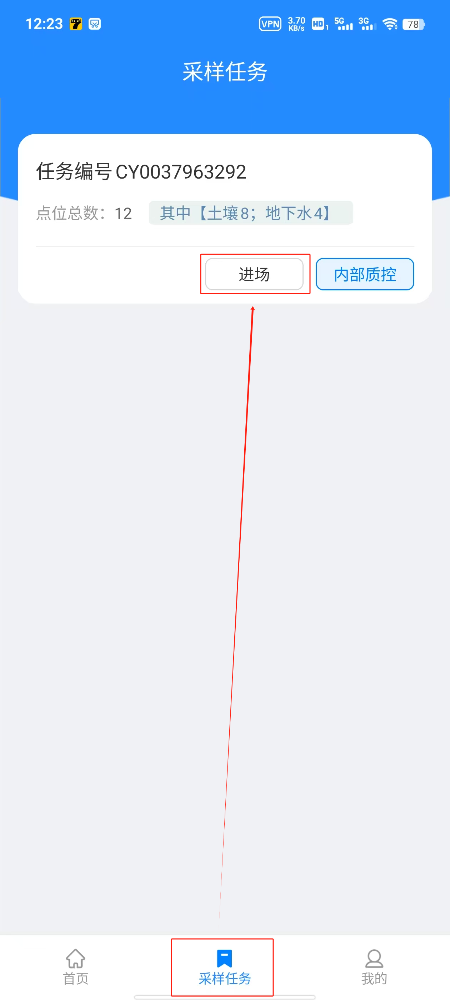 12:23 VPN 3.70 KB/s HD 1 5G 3G 78
采样任务
任务编号 CY0037963292
点位总数：12 其中【土壤8；地下水4】
进场 内部质控
首页 采样任务 我的